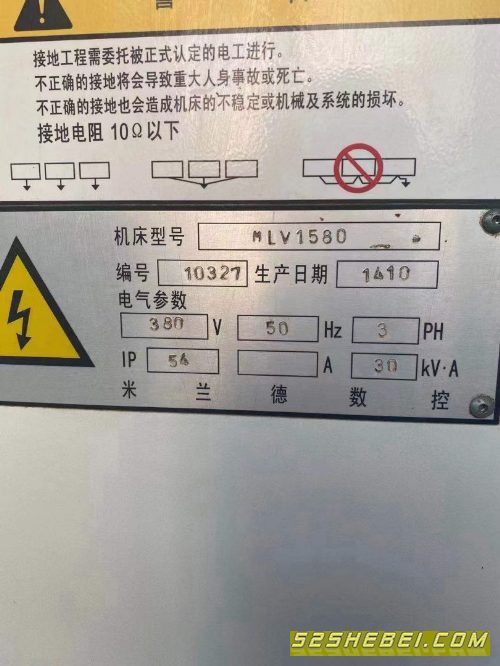 接地工程需委托被正式认定的电工进行。
不正确的接地将会导致重大人身事故或死亡。
不正确的接地也会造成机床的不稳定或机械及系统的损坏。
接地电阻 10Ω以下
机床型号 MLV1580
编号 10327 生产日期 1410
电气参数
380 V 50 Hz 3 PH
IP 54 A 30 kV·A
米兰德数控
52SHEBEI.COM